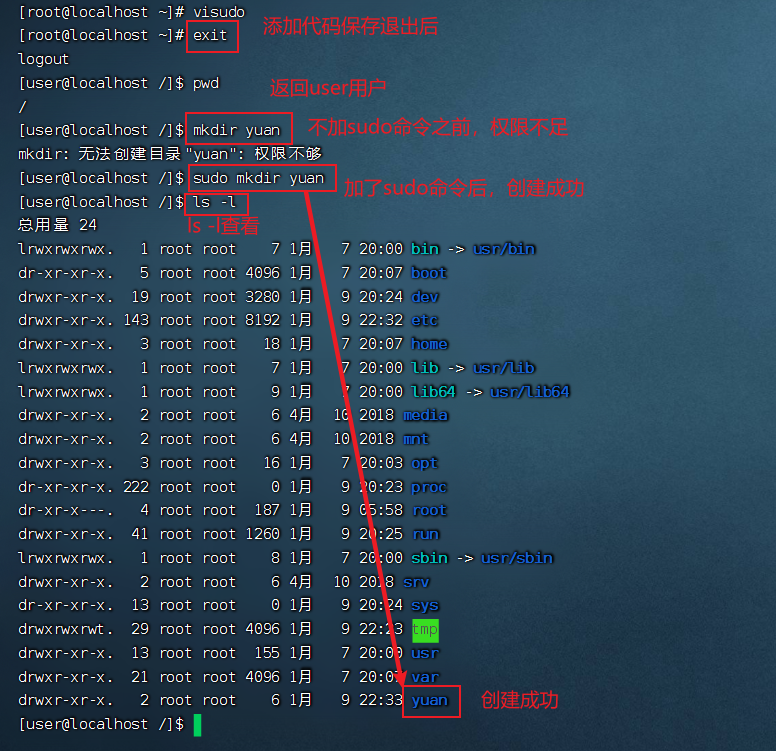 [root@localhost ~]# visudo
[root@localhost ~]# exit
添加代码保存退出后
logout
[user@localhost /]$ pwd
返回user用户
/
[user@localhost /]$ mkdir yuan
不加sudo命令之前，权限不足
mkdir: 无法创建目录"yuan": 权限不够
[user@localhost /]$ sudo mkdir yuan
加了sudo命令后，创建成功
[user@localhost /]$ ls -l
ls -l查看
总用量 24
lrwxrwxrwx.   1 root root    7 1月   7 20:00 bin -> usr/bin
dr-xr-xr-x.   5 root root 4096 1月   7 20:07 boot
drwxr-xr-x.  19 root root 3280 1月   9 20:24 dev
drwxr-xr-x. 143 root root 8192 1月   9 22:32 etc
drwxr-xr-x.   3 root root   18 1月   7 20:07 home
lrwxrwxrwx.   1 root root    7 1月   7 20:00 lib -> usr/lib
lrwxrwxrwx.   1 root root    9 1月   7 20:00 lib64 -> usr/lib64
drwxr-xr-x.   2 root root    6 4月  10 2018 media
drwxr-xr-x.   2 root root    6 4月  10 2018 mnt
drwxr-xr-x.   3 root root   16 1月   7 20:03 opt
dr-xr-xr-x. 222 root root    0 1月   9 20:23 proc
dr-xr-x---.   4 root root  187 1月   9 05:58 root
drwxr-xr-x.  41 root root 1260 1月   9 20:25 run
lrwxrwxrwx.   1 root root    8 1月   7 20:00 sbin -> usr/sbin
drwxr-xr-x.   2 root root    6 4月  10 2018 srv
dr-xr-xr-x.  13 root root    0 1月   9 20:24 sys
drwxrwxrwt.  29 root root 4096 1月   9 22:23 tmp
drwxr-xr-x.  13 root root  155 1月   7 20:00 usr
drwxr-xr-x.  21 root root 4096 1月   7 20:07 var
drwxr-xr-x.   2 root root    6 1月   9 22:33 yuan
创建成功
[user@localhost /]$